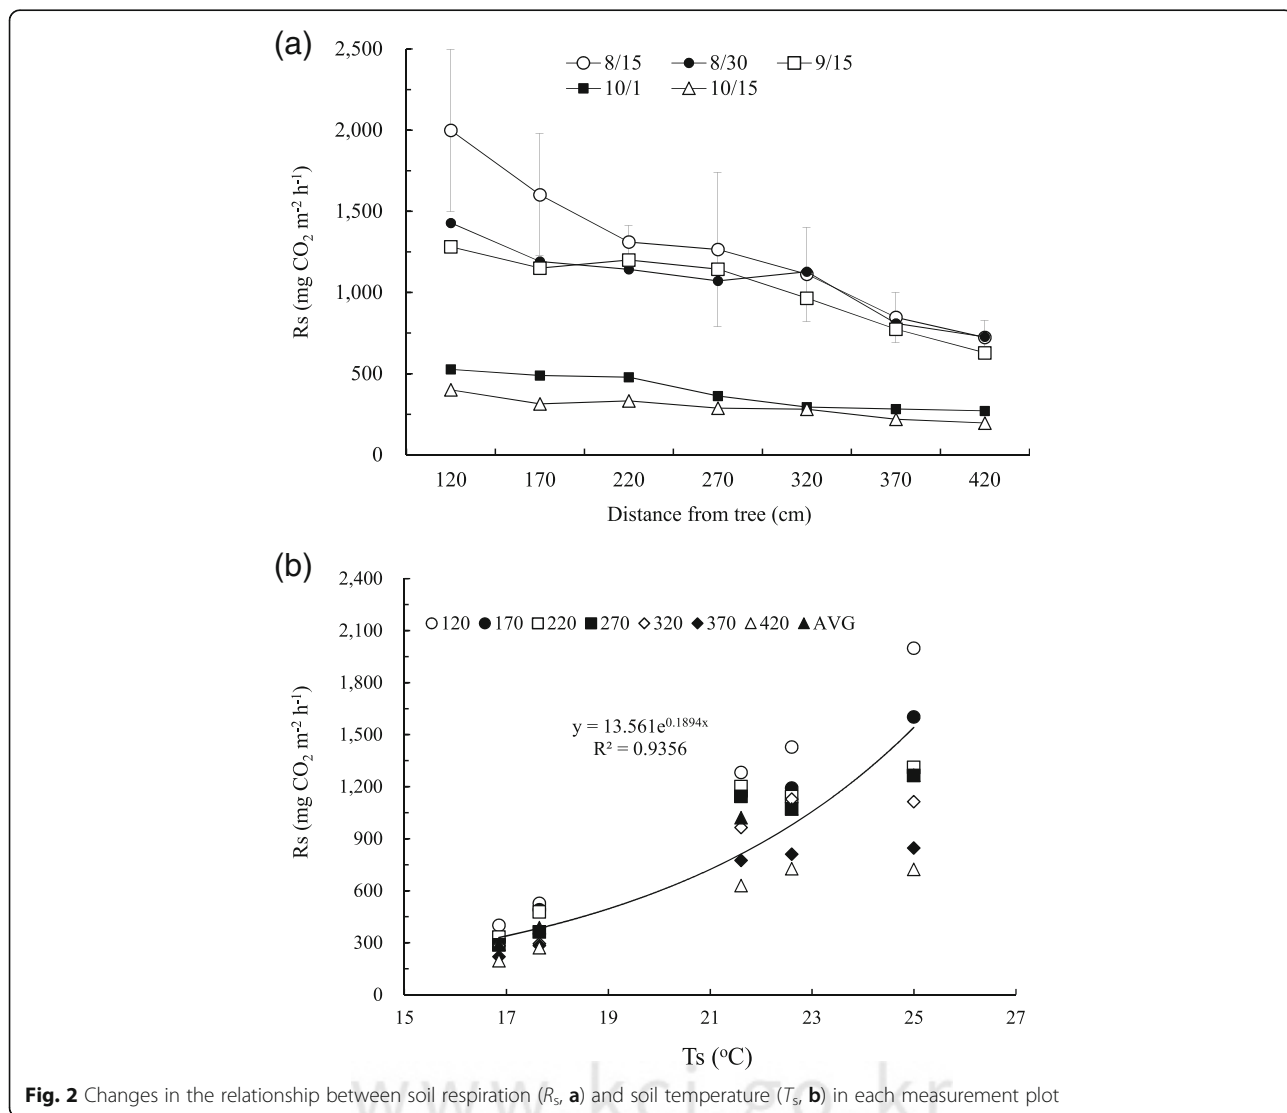 (a)
2,500
2,000
1,500
1,000
500
0
Rs (mg CO2 m-2 h-1)
8/15 8/30 9/15
10/1 10/15
120 170 220 270 320 370 420
Distance from tree (cm)
(b)
2,400
2,100
1,800
1,500
1,200
900
600
300
0
Rs (mg CO2 m-2 h-1)
120 170 220 270 320 370 420 AVG
y = 13.561e0.1894x
R² = 0.9356
15 17 19 21 23 25 27
Ts (oC)
www.kci.go.kr
Fig. 2 Changes in the relationship between soil respiration (Rs, a) and soil temperature (Ts, b) in each measurement plot